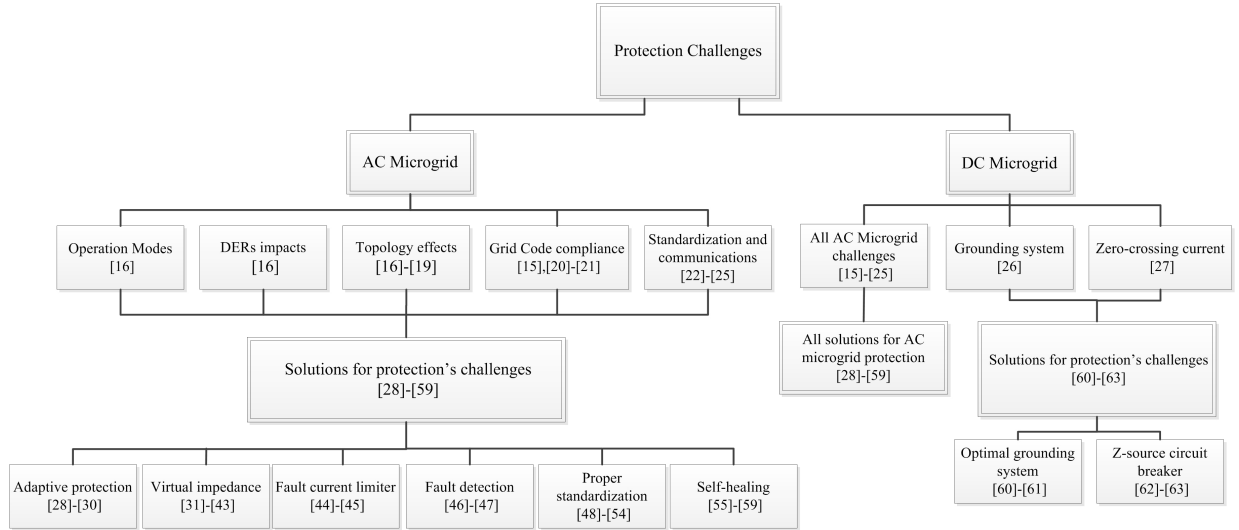 Protection Challenges
AC Microgrid
DC Microgrid
Operation Modes
[16]
DERs impacts
[16]
Topology effects
[16]-[19]
Grid Code compliance
[15],[20]-[21]
Standardization and
communications
[22]-[25]
All AC Microgrid
challenges
[15]-[25]
Grounding system
[26]
Zero-crossing current
[27]
Solutions for protection’s challenges
[28]-[59]
All solutions for AC
microgrid protection
[28]-[59]
Solutions for protection’s challenges
[60]-[63]
Adaptive protection
[28]-[30]
Virtual impedance
[31]-[43]
Fault current limiter
[44]-[45]
Fault detection
[46]-[47]
Proper
standardization
[48]-[54]
Self-healing
[55]-[59]
Optimal grounding
system
[60]-[61]
Z-source circuit
breaker
[62]-[63]